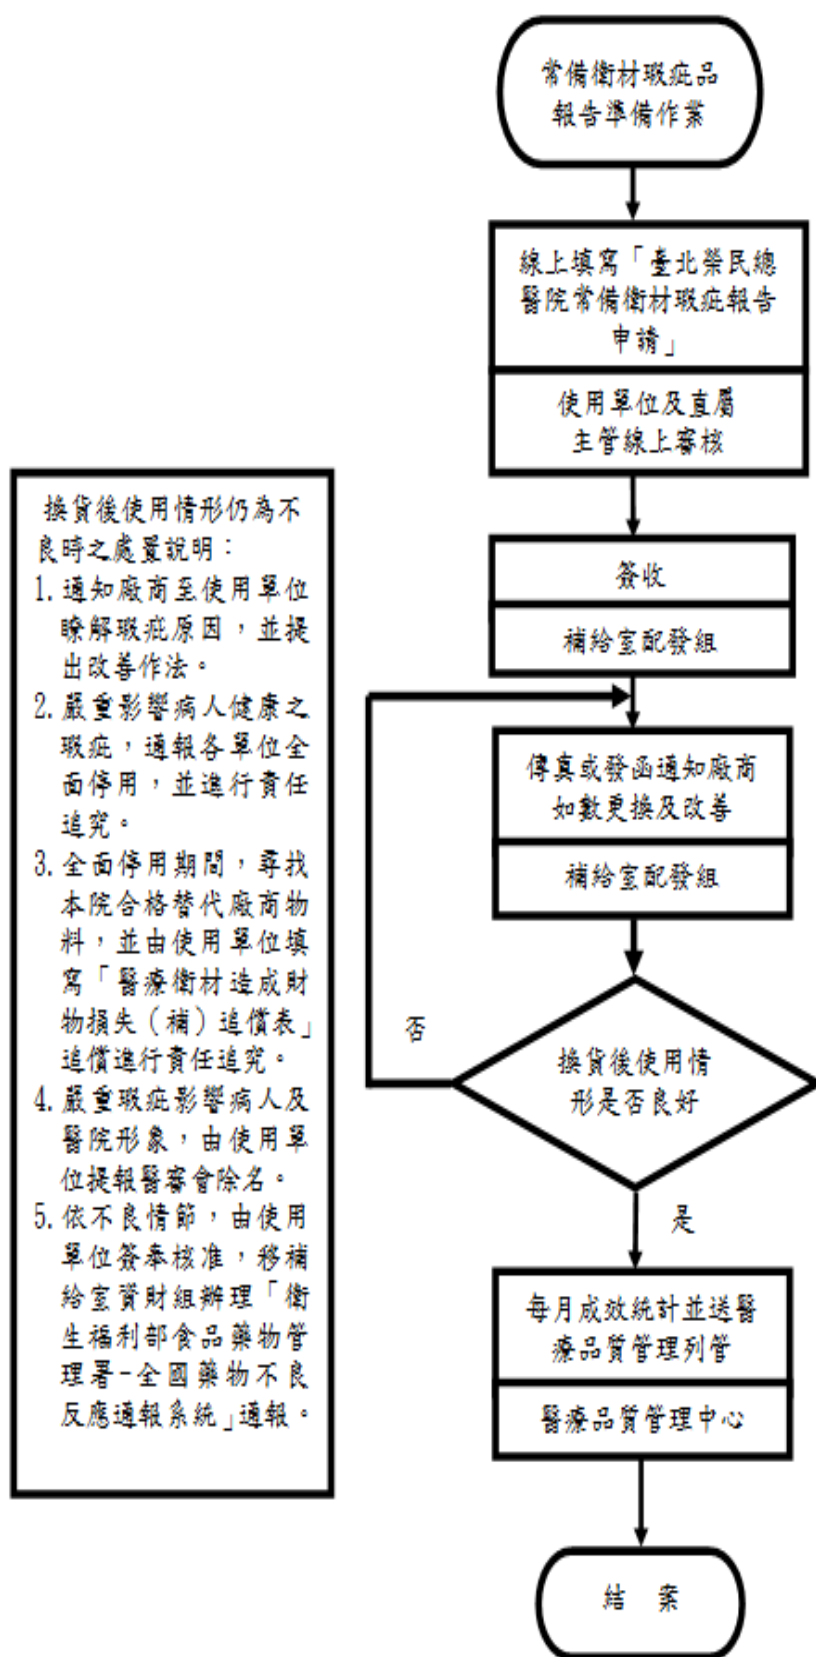 常備衛材瑕疵品
報告準備作業
線上填寫「臺北榮民總
醫院常備衛材瑕疵報告
申請」
使用單位及直屬
主管線上審核
簽收
補給室配發組
傳真或發函通知廠商
如數更換及改善
補給室配發組
換貨後使用情
形是否良好
否
是
每月成效統計並送醫
療品質管理列管
醫療品質管理中心
結 案
換貨後使用情形仍為不
良時之處置說明：
1. 通知廠商至使用單位
瞭解瑕疵原因，並提
出改善作法。
2. 嚴重影響病人健康之
瑕疵，通報各單位全
面停用，並進行責任
追究。
3. 全面停用期間，尋找
本院合格替代廠商物
料，並由使用單位填
寫「醫療衛材造成財
物損失（補）追償表」
追償進行責任追究。
4. 嚴重瑕疵影響病人及
醫院形象，由使用單
位提報醫審會除名。
5. 依不良情節，由使用
單位簽奉核准，移補
給室資財組辦理「衛
生福利部食品藥物管
理署-全國藥物不良
反應通報系統」通報。